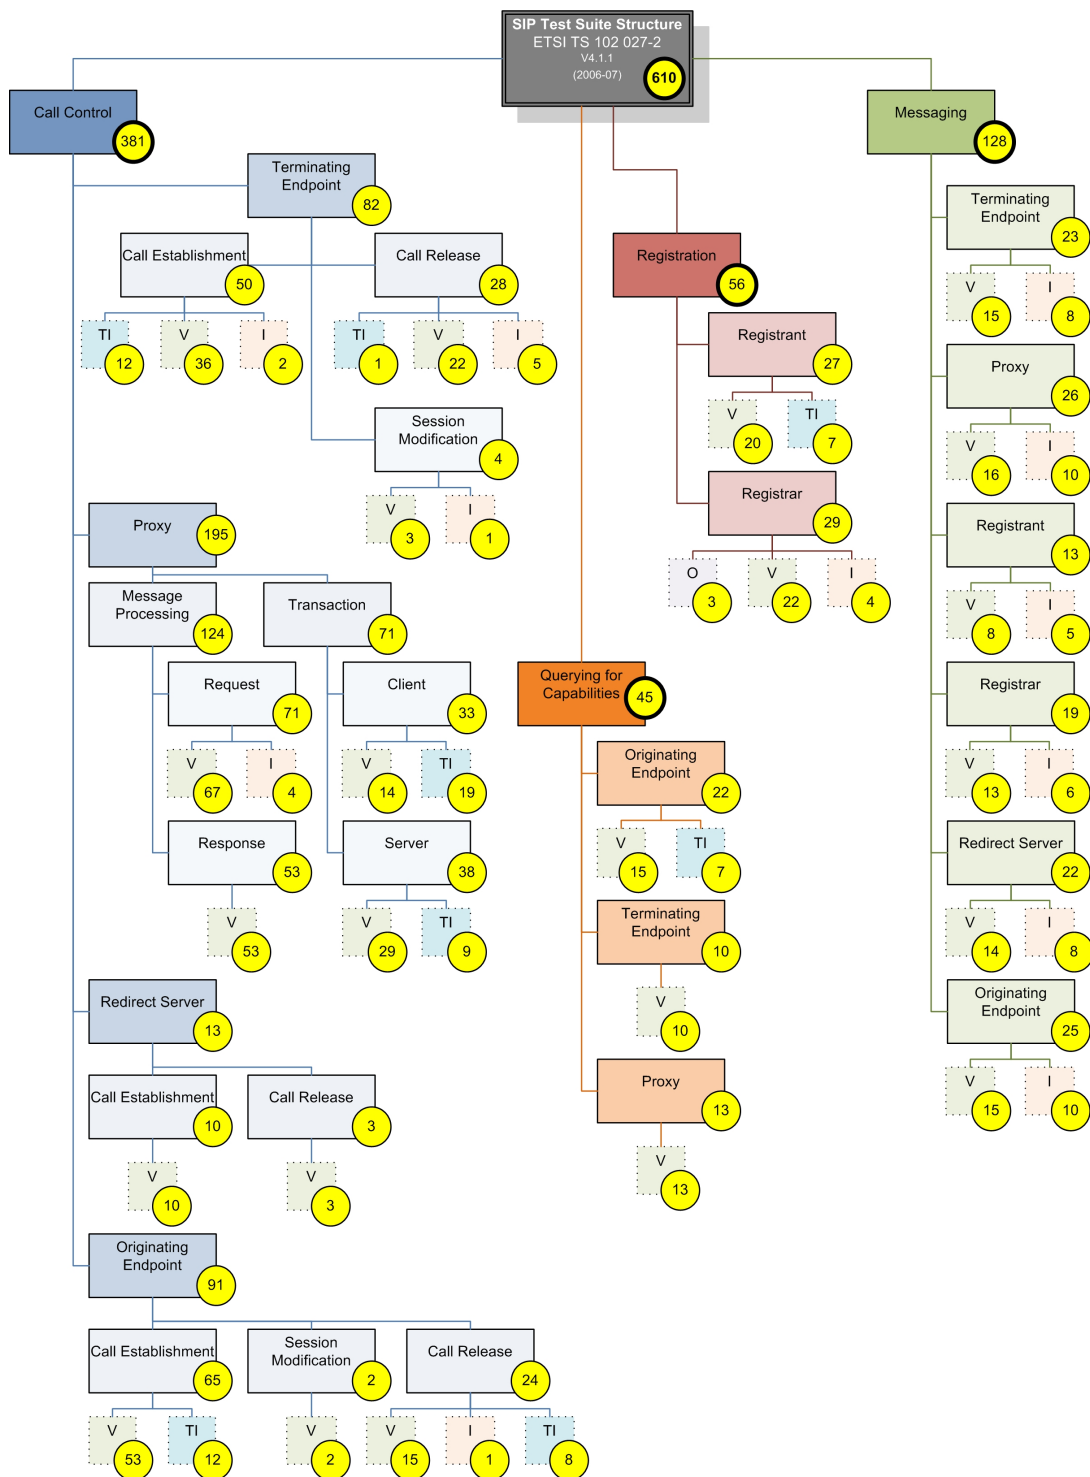 SIP Test Suite Structure
ETSI TS 102 027-2
V4.1.1
(2006-07)
610
Call Control
381
Terminating
Endpoint
82
Call Establishment
50
TI
12
V
36
I
2
Call Release
28
TI
1
V
22
I
5
Session
Modification
4
V
3
I
1
Proxy
195
Message
Processing
124
Transaction
71
Request
71
V
67
I
4
Client
33
V
14
TI
19
Response
53
V
53
Server
38
V
29
TI
9
Redirect Server
13
Call Establishment
10
V
10
Call Release
3
V
3
Originating
Endpoint
91
Call Establishment
65
V
53
TI
12
Session
Modification
2
V
2
Call Release
24
V
15
I
1
TI
8
Querying for
Capabilities
45
Originating
Endpoint
22
V
15
TI
7
Terminating
Endpoint
10
V
10
Proxy
13
V
13
Registration
56
Registrant
27
V
20
TI
7
Registrar
29
O
3
V
22
I
4
Messaging
128
Terminating
Endpoint
23
V
15
I
8
Proxy
26
V
16
I
10
Registrant
13
V
8
I
5
Registrar
19
V
13
I
6
Redirect Server
22
V
14
I
8
Originating
Endpoint
25
V
15
I
10